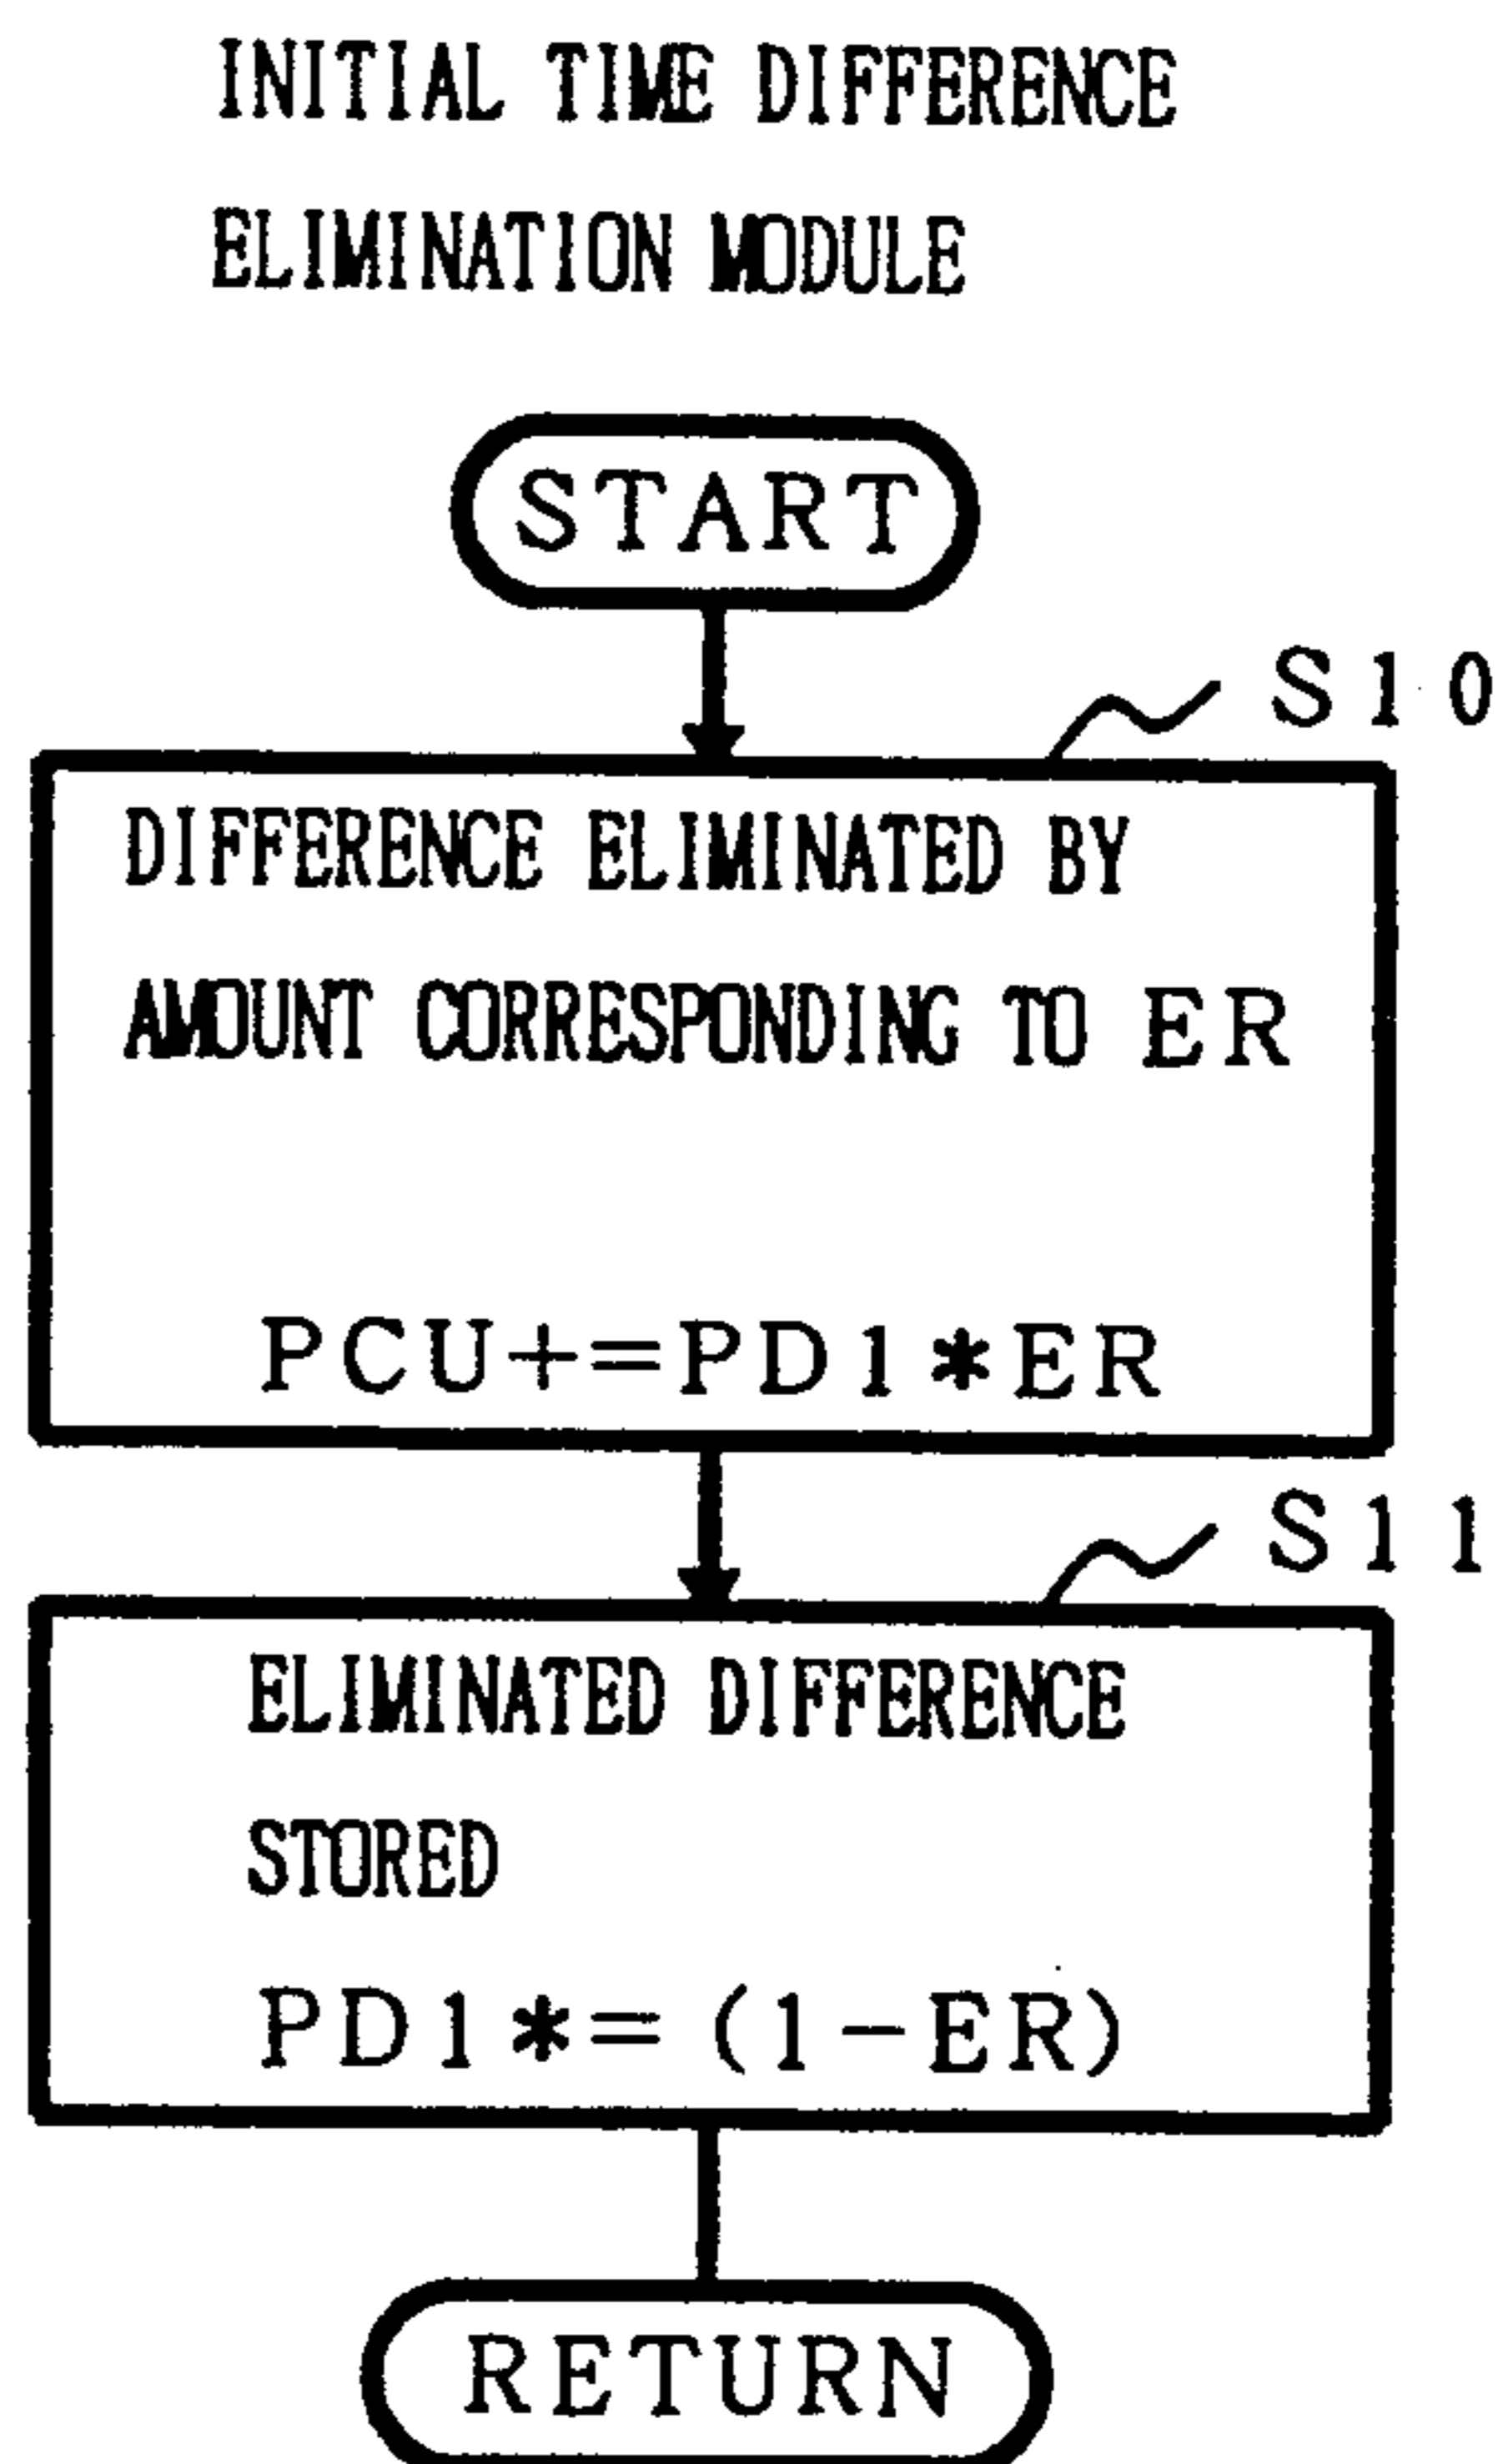 INITIAL TIME DIFFERENCE
ELIMINATION MODULE
START
S10
DIFFERENCE ELIMINATED BY
AMOUNT CORRESPONDING TO ER
PCU+=PD1*ER
S11
ELIMINATED DIFFERENCE
STORED
PD1*=(1-ER)
RETURN